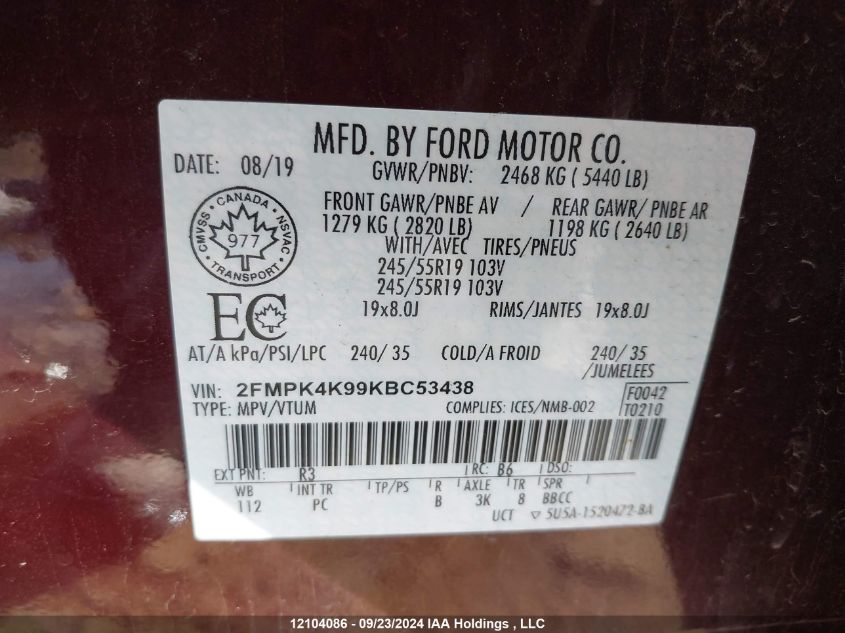 MFD. BY FORD MOTOR CO.
DATE: 08/19
GVWR/PNBV: 2468 KG ( 5440 LB)
FRONT GAWR/PNBE AV / REAR GAWR/ PNBE AR
1279 KG ( 2820 LB) 1198 KG ( 2640 LB)
WITH/AVEC TIRES/PNEUS
245/55R19 103V
245/55R19 103V
19x8.0J RIMS/JANTES 19x8.0J
CMVSS · CANADA · NSVAC
977
TRANSPORT
EC
AT/A kPa/PSI/LPC 240/ 35 COLD/A FROID 240/ 35
/JUMELEES
VIN: 2FMPK4K99KBC53438
F0042
TYPE: MPV/VTUM COMPLIES: ICES/NMB-002
T0210
EXT PNT: R3 RC: B6 DSO:
WB INT TR TP/PS R AXLE TR SPR
112 PC B 3K 8 BBCC
UCT ▽ 5U5A-1520472-BA
12104086 - 09/23/2024 IAA Holdings , LLC